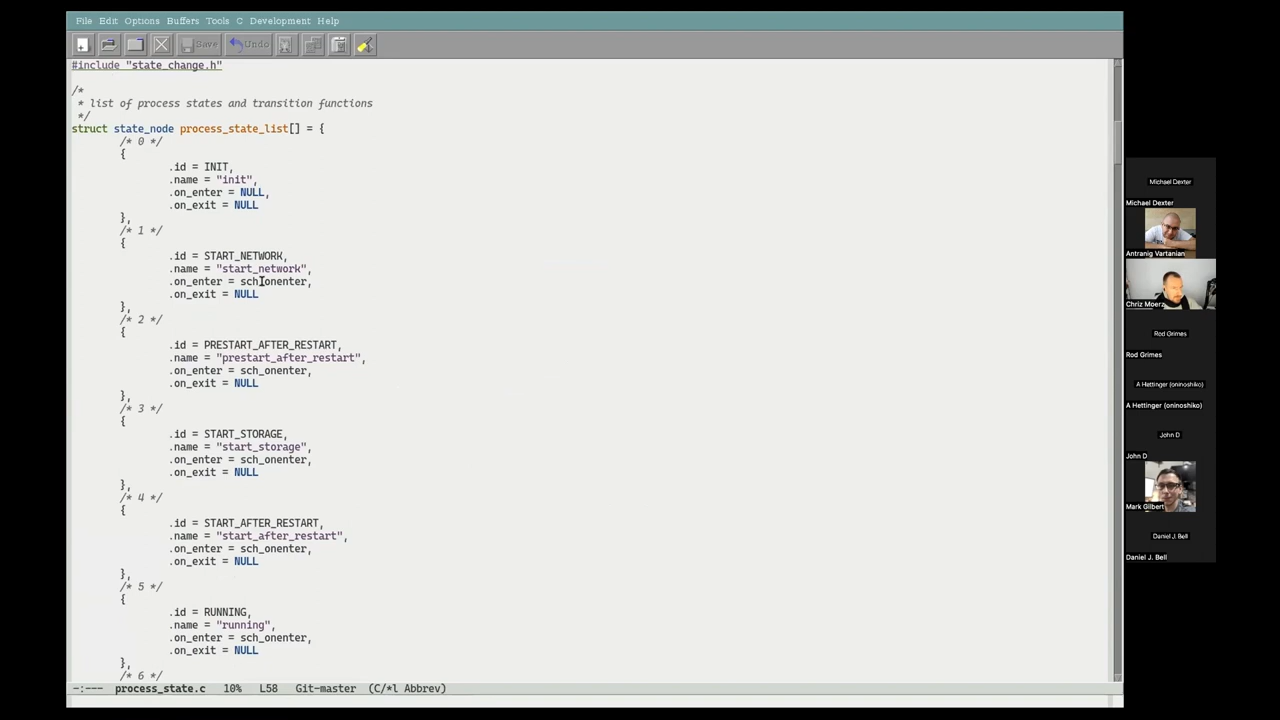 File Edit Options Buffers Tools C Development Help
Save Undo
#include "state_change.h"
/*
 * list of process states and transition functions
 */
struct state_node process_state_list[] = {
/* 0 */
{
.id = INIT,
.name = "init",
.on_enter = NULL,
.on_exit = NULL
},
/* 1 */
{
.id = START_NETWORK,
.name = "start_network",
.on_enter = sch_onenter,
.on_exit = NULL
},
/* 2 */
{
.id = PRESTART_AFTER_RESTART,
.name = "prestart_after_restart",
.on_enter = sch_onenter,
.on_exit = NULL
},
/* 3 */
{
.id = START_STORAGE,
.name = "start_storage",
.on_enter = sch_onenter,
.on_exit = NULL
},
/* 4 */
{
.id = START_AFTER_RESTART,
.name = "start_after_restart",
.on_enter = sch_onenter,
.on_exit = NULL
},
/* 5 */
{
.id = RUNNING,
.name = "running",
.on_enter = sch_onenter,
.on_exit = NULL
},
/* 6 */
-:--- process_state.c 10% L58 Git-master (C/*l Abbrev)
Michael Dexter
Michael Dexter
Antranig Vartanian
Chriz Moerz
Rod Grimes
Rod Grimes
A Hettinger (oninoshiko)
A Hettinger (oninoshiko)
John D
John D
Mark Gilbert
Daniel J. Bell
Daniel J. Bell